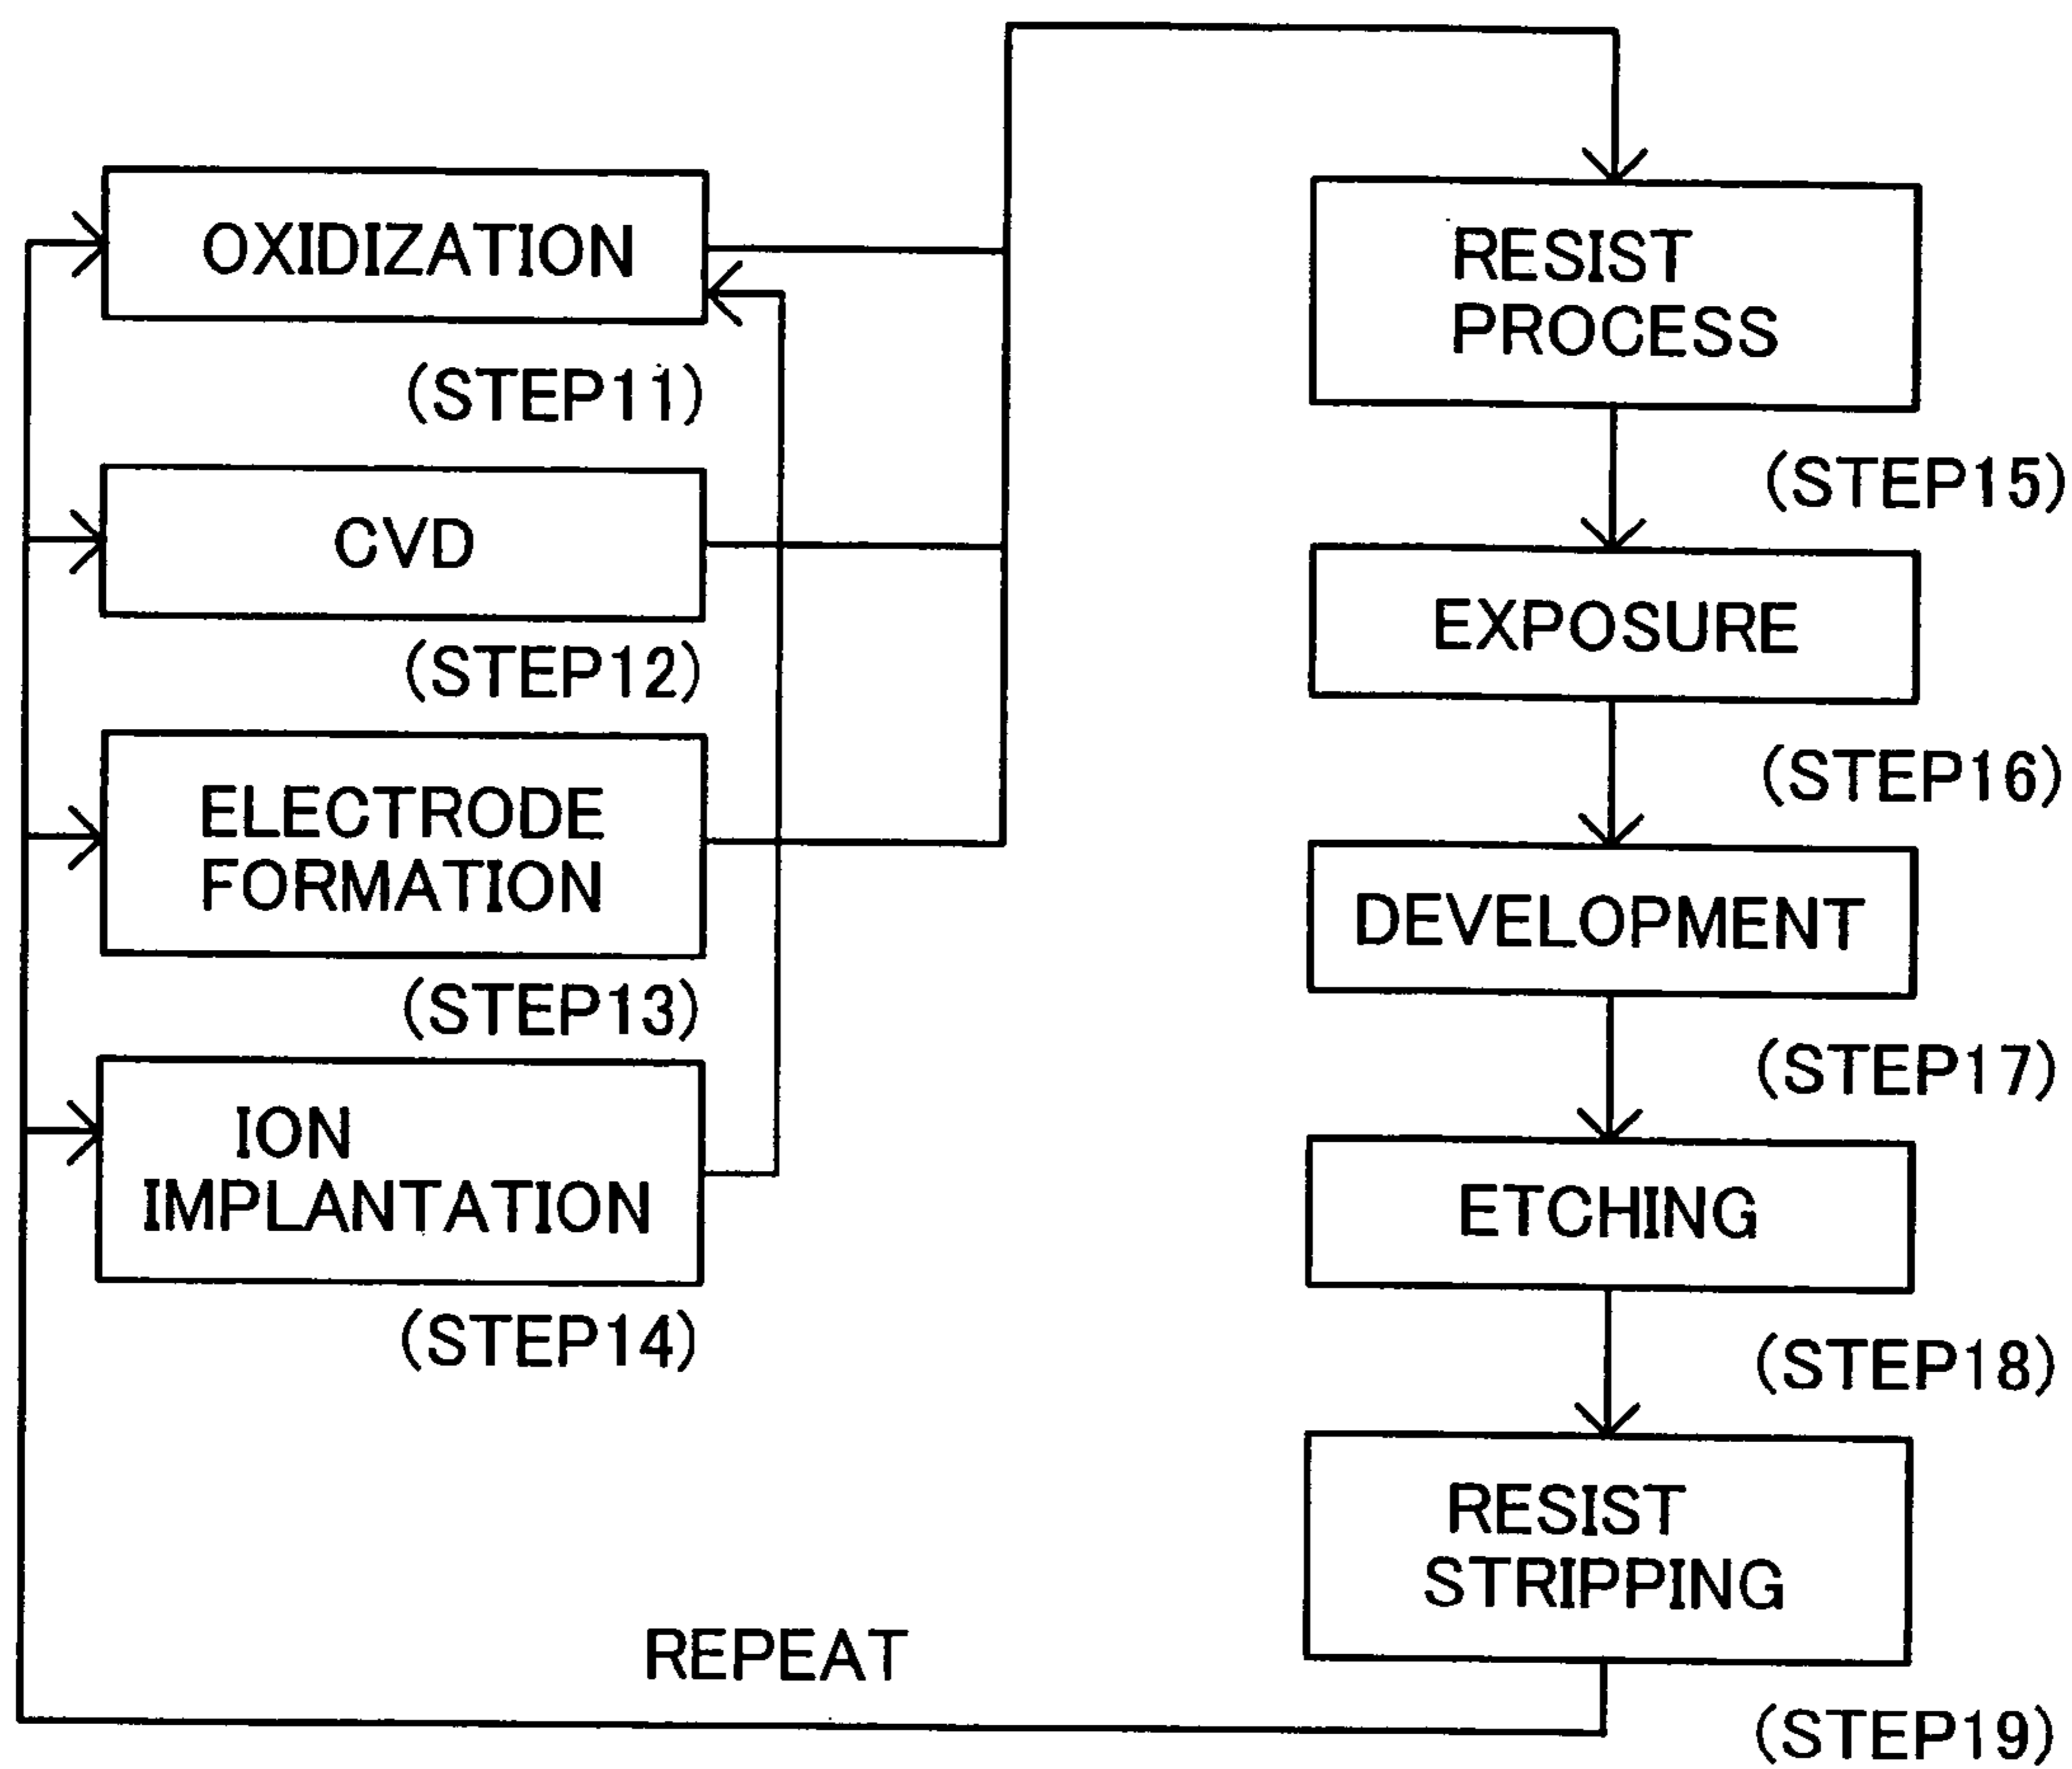 OXIDIZATION
(STEP11)
CVD
(STEP12)
ELECTRODE
FORMATION
(STEP13)
ION
IMPLANTATION
(STEP14)
RESIST
PROCESS
(STEP15)
EXPOSURE
(STEP16)
DEVELOPMENT
(STEP17)
ETCHING
(STEP18)
RESIST
STRIPPING
(STEP19)
REPEAT